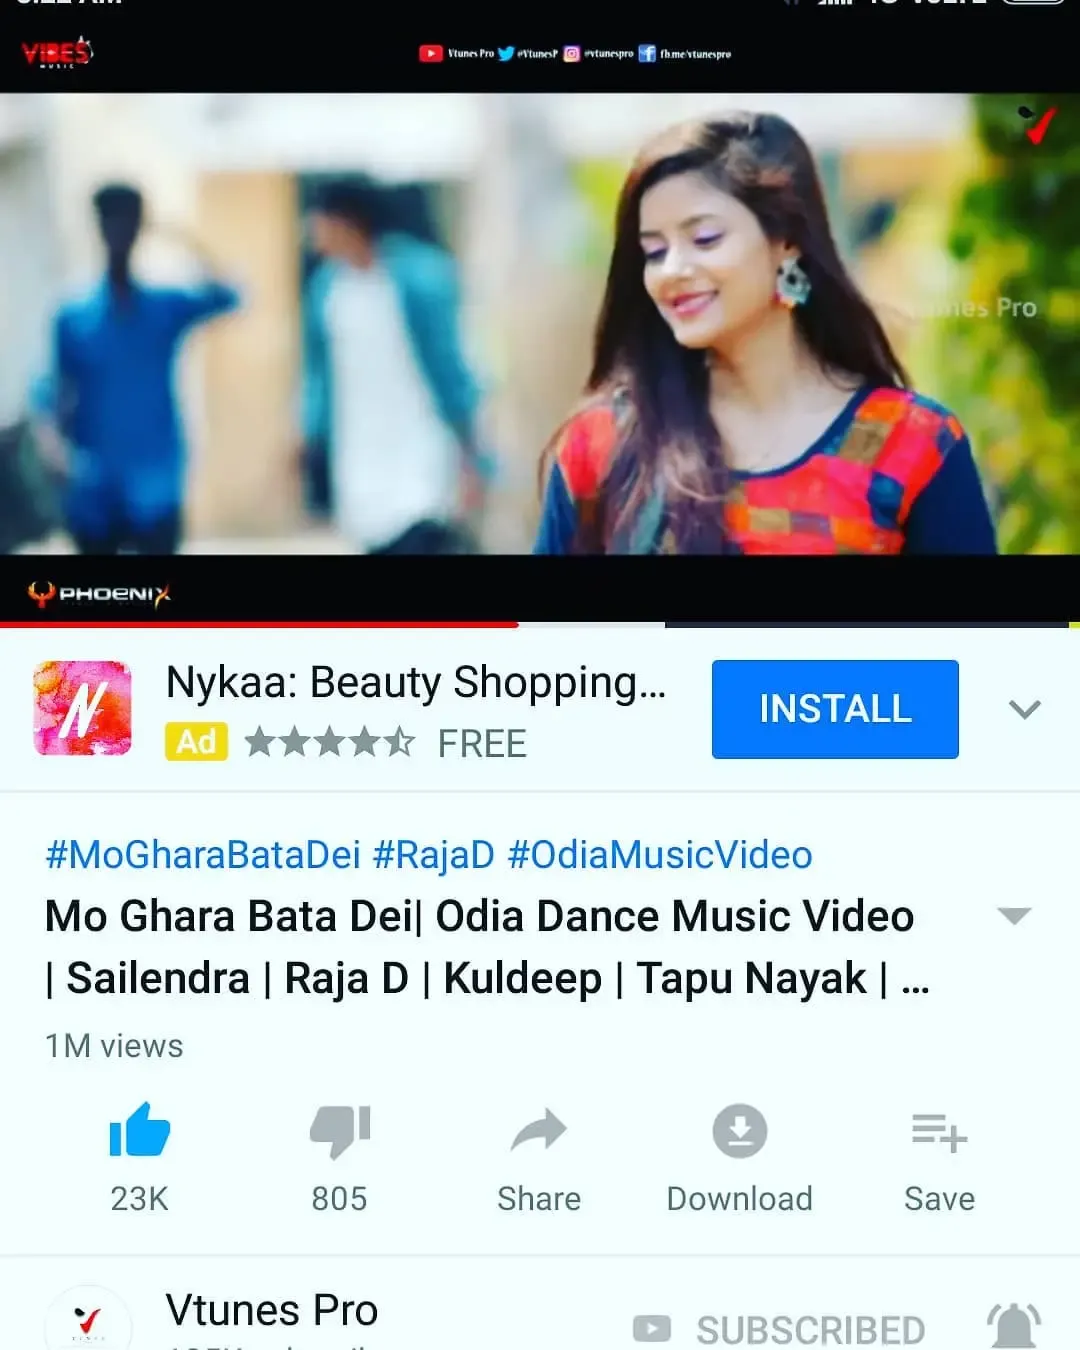 VIBES
MUSIC
Vtunes Pro @VtunesP @vtunespro fb.me/vtunespro
Pro
PHOENIX
Nykaa: Beauty Shopping...
INSTALL
Ad FREE
#MoGharaBataDei #RajaD #OdiaMusicVideo
Mo Ghara Bata Dei| Odia Dance Music Video
| Sailendra | Raja D | Kuldeep | Tapu Nayak | ...
1M views
23K 805 Share Download Save
Vtunes Pro
SUBSCRIBED